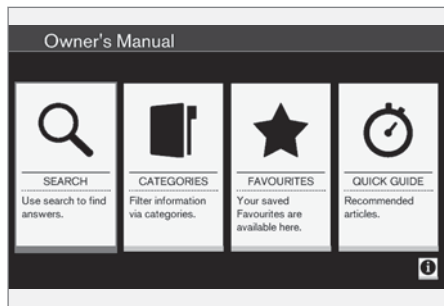 Owner's Manual
SEARCH
Use search to find
answers.
CATEGORIES
Filter information
via categories.
FAVOURITES
Your saved
Favourites are
available here.
QUICK GUIDE
Recommended
articles.
i